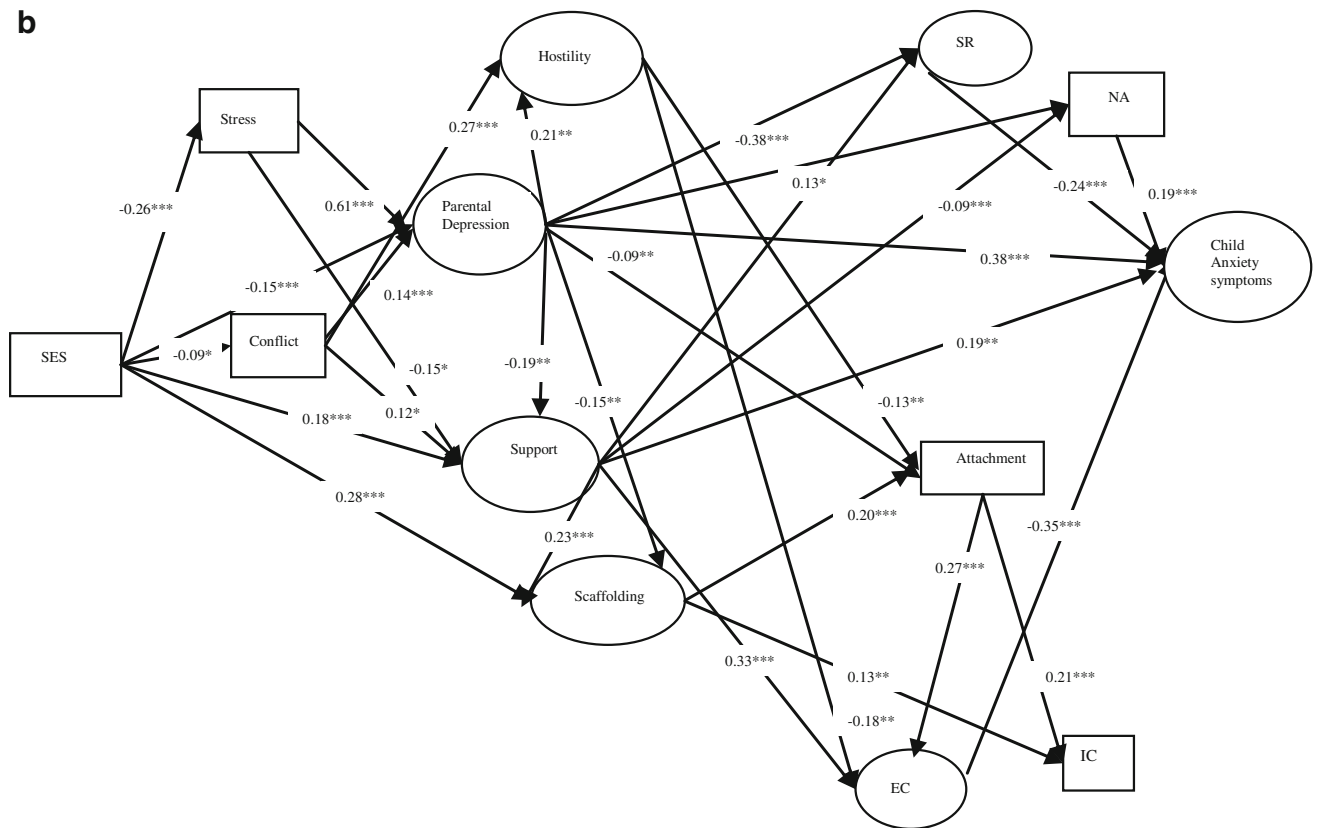 b
Hostility
SR
NA
Stress
0.27***
0.21**
-0.38***
0.13*
-0.24***
0.19***
-0.26***
0.61***
Parental
Depression
-0.09***
Child
Anxiety
symptoms
-0.09**
0.38***
-0.15***
0.14***
SES
-0.09*
Conflict
0.19**
-0.19**
-0.15*
-0.15**
-0.13**
0.18***
0.12*
Support
Attachment
0.28***
0.23***
0.20***
-0.35***
0.27***
Scaffolding
0.33***
0.13**
0.21***
-0.18**
IC
EC